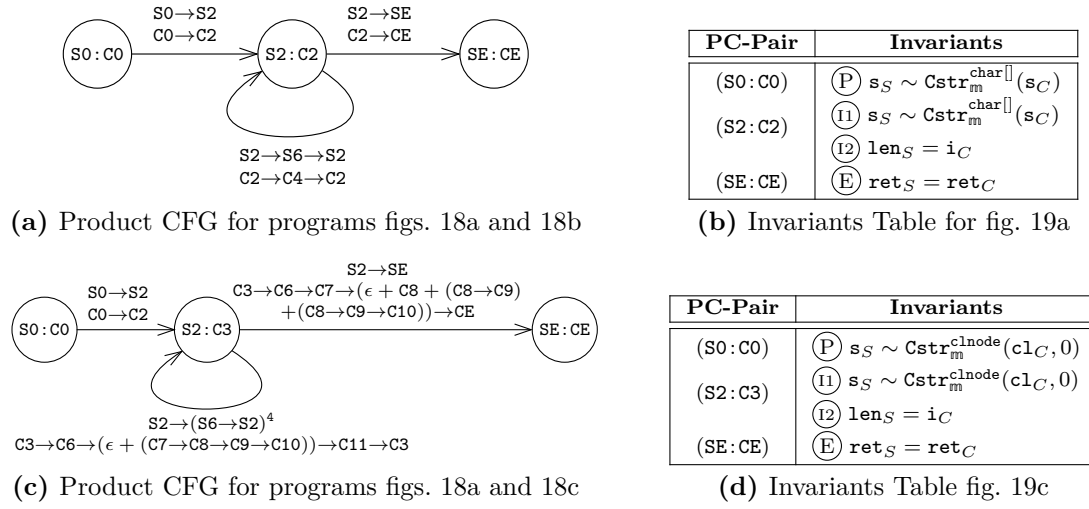 S0→S2
C0→C2
S2→SE
C2→CE
S0:C0
S2:C2
SE:CE
S2→S6→S2
C2→C4→C2
(a) Product CFG for programs figs. 18a and 18b
PC-Pair Invariants
(S0:C0) Ⓟ s_S ∼ Cstr_𝕞^{char[]}(s_C)
(S2:C2) (I1) s_S ∼ Cstr_𝕞^{char[]}(s_C)
(I2) len_S = i_C
(SE:CE) Ⓔ ret_S = ret_C
(b) Invariants Table for fig. 19a
S0→S2
C0→C2
S2→SE
C3→C6→C7→(ϵ + C8 + (C8→C9)
+(C8→C9→C10))→CE
S0:C0
S2:C3
SE:CE
S2→(S6→S2)^4
C3→C6→(ϵ + (C7→C8→C9→C10))→C11→C3
(c) Product CFG for programs figs. 18a and 18c
PC-Pair Invariants
(S0:C0) Ⓟ s_S ∼ Cstr_𝕞^{clnode}(cl_C, 0)
(S2:C3) (I1) s_S ∼ Cstr_𝕞^{clnode}(cl_C, 0)
(I2) len_S = i_C
(SE:CE) Ⓔ ret_S = ret_C
(d) Invariants Table fig. 19c